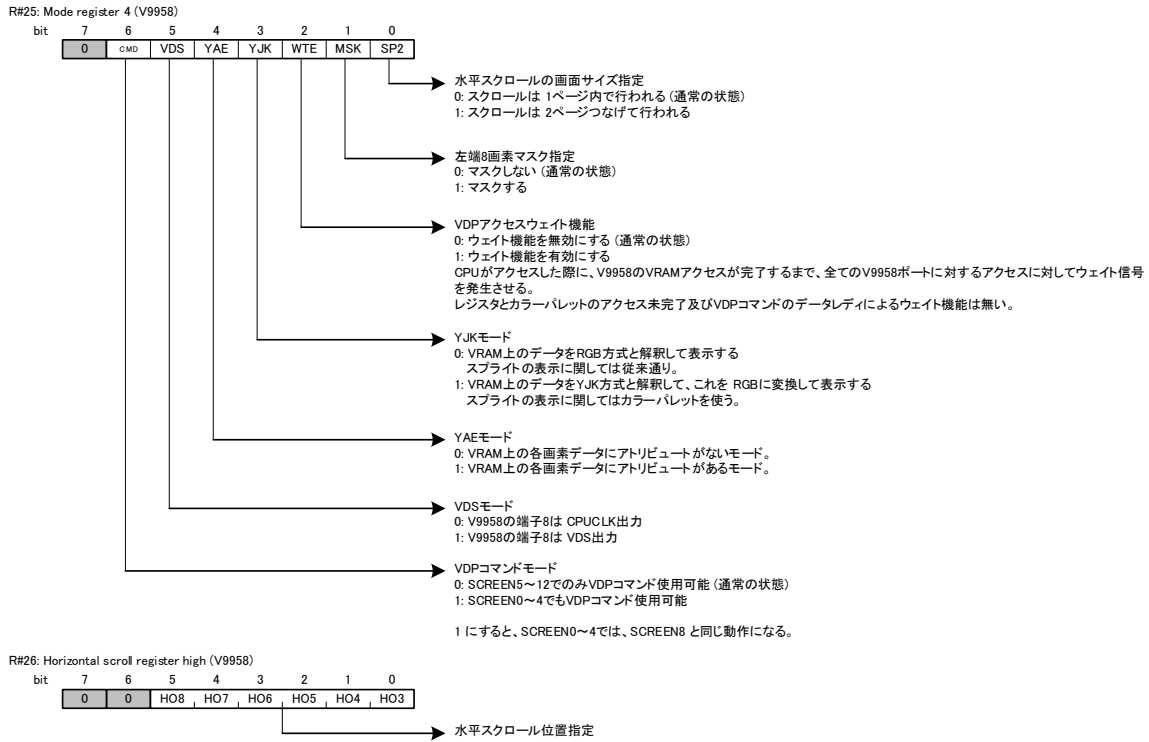 R#25: Mode register 4 (V9958)
bit 7 6 5 4 3 2 1 0
0 CMD VDS YAE YJK WTE MSK SP2
水平スクロールの画面サイズ指定
0: スクロールは 1ページ内で行われる (通常の状態)
1: スクロールは 2ページつなげて行われる
左端8画素マスク指定
0: マスクしない (通常の状態)
1: マスクする
VDPアクセスウェイト機能
0: ウェイト機能を無効にする (通常の状態)
1: ウェイト機能を有効にする
CPUがアクセスした際に、V9958のVRAMアクセスが完了するまで、全てのV9958ポートに対するアクセスに対してウェイト信号
を発生させる。
レジスタとカラーパレットのアクセス未完了及びVDPコマンドのデータレディによるウェイト機能は無い。
YJKモード
0: VRAM上のデータをRGB方式と解釈して表示する
スプライトの表示に関しては従来通り。
1: VRAM上のデータをYJK方式と解釈して、これを RGBに変換して表示する
スプライトの表示に関してはカラーパレットを使う。
YAEモード
0: VRAM上の各画素データにアトリビュートがないモード。
1: VRAM上の各画素データにアトリビュートがあるモード。
VDSモード
0: V9958の端子8は CPUCLK出力
1: V9958の端子8は VDS出力
VDPコマンドモード
0: SCREEN5～12でのみVDPコマンド使用可能 (通常の状態)
1: SCREEN0～4でもVDPコマンド使用可能
1 にすると、SCREEN0～4では、SCREEN8 と同じ動作になる。
R#26: Horizontal scroll register high (V9958)
bit 7 6 5 4 3 2 1 0
0 0 HO8 HO7 HO6 HO5 HO4 HO3
水平スクロール位置指定